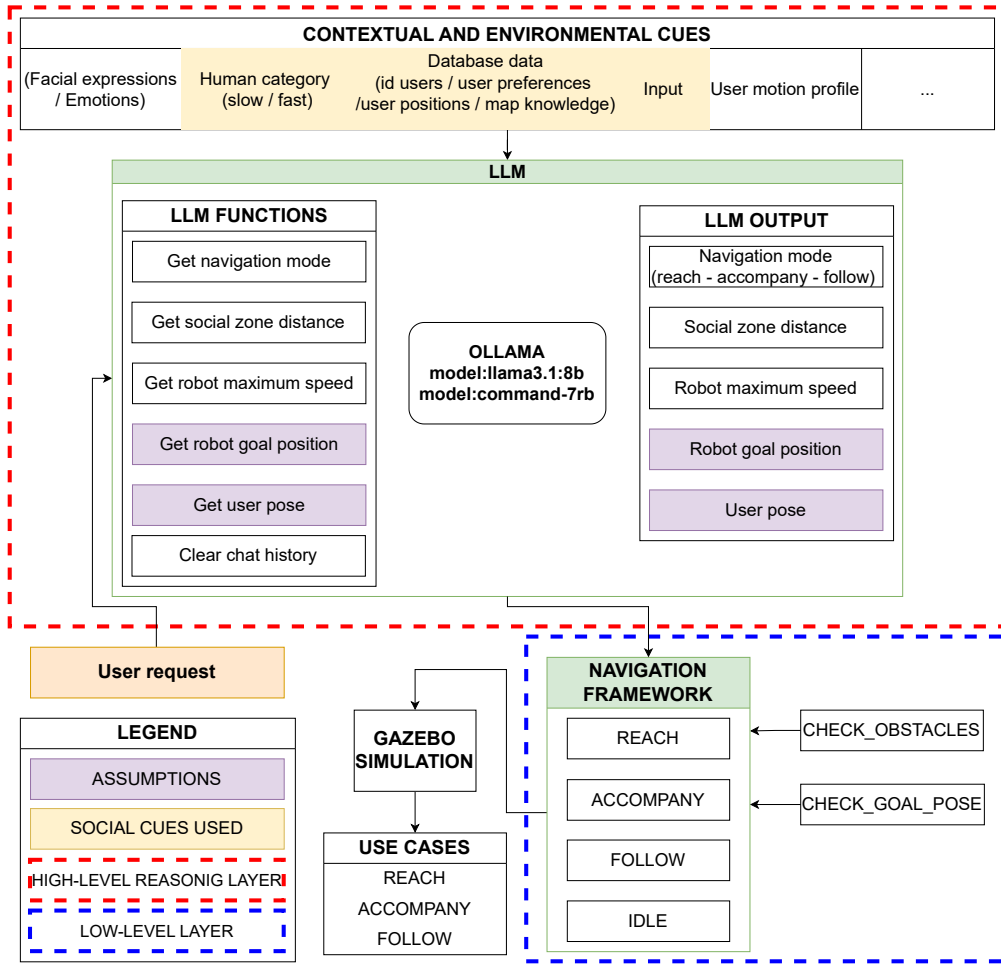 CONTEXTUAL AND ENVIRONMENTAL CUES
(Facial expressions
/ Emotions)
Human category
(slow / fast)
Database data
(id users / user preferences
/user positions / map knowledge)
Input
User motion profile
...
LLM
LLM FUNCTIONS
Get navigation mode
Get social zone distance
Get robot maximum speed
Get robot goal position
Get user pose
Clear chat history
OLLAMA
model:llama3.1:8b
model:command-7rb
LLM OUTPUT
Navigation mode
(reach - accompany - follow)
Social zone distance
Robot maximum speed
Robot goal position
User pose
User request
LEGEND
ASSUMPTIONS
SOCIAL CUES USED
HIGH-LEVEL REASONIG LAYER
LOW-LEVEL LAYER
GAZEBO
SIMULATION
USE CASES
REACH
ACCOMPANY
FOLLOW
NAVIGATION
FRAMEWORK
REACH
ACCOMPANY
FOLLOW
IDLE
CHECK_OBSTACLES
CHECK_GOAL_POSE